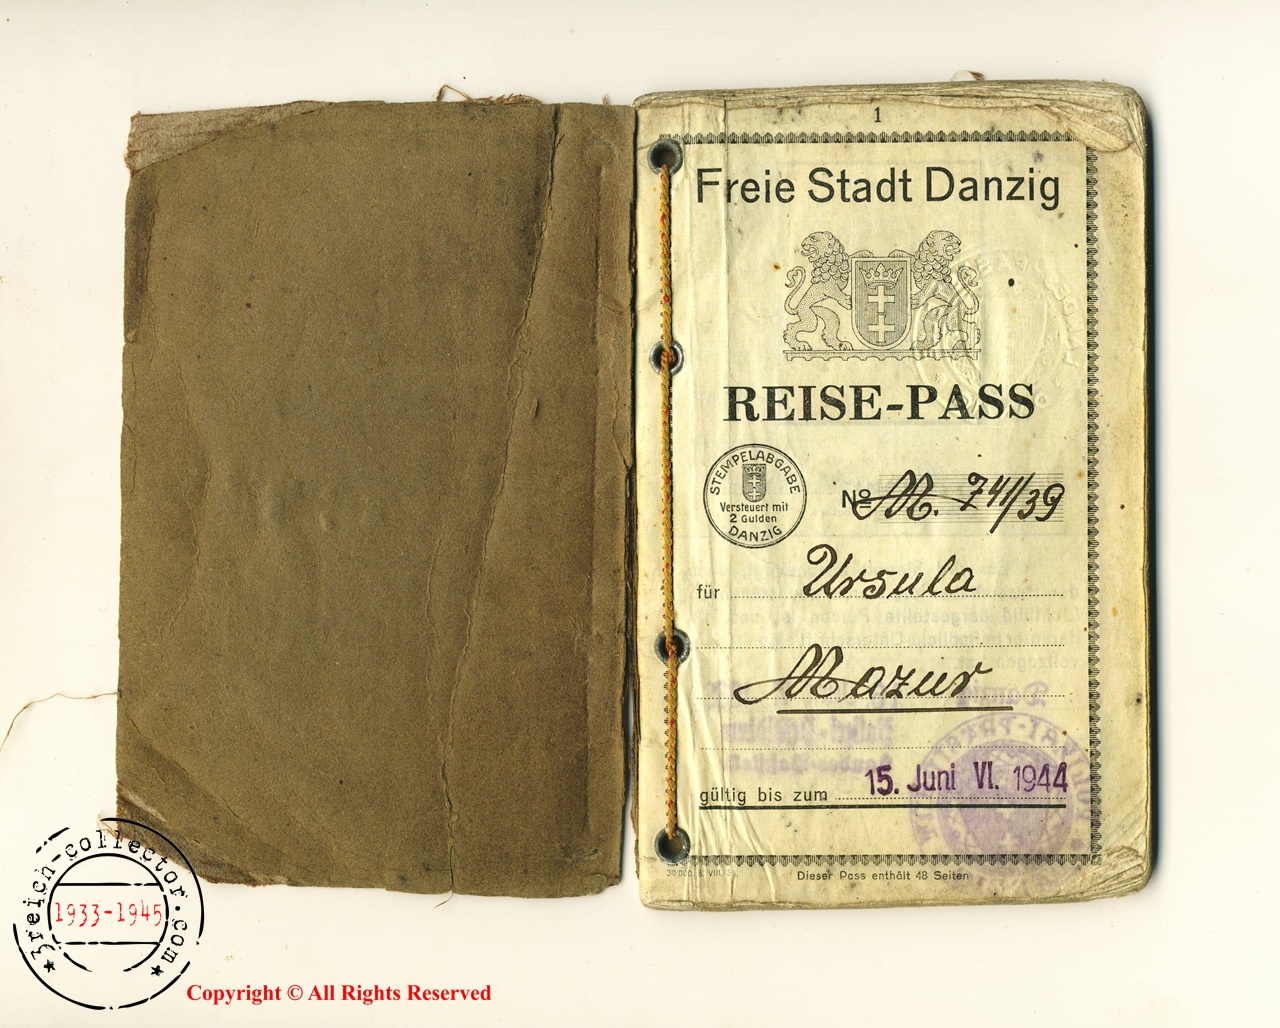 1
Freie Stadt Danzig
REISE-PASS
STEMPELABGABE
Versteuert mit
2 Gulden
DANZIG
Nº M. 741/39
für Ursula
Mazur
gültig bis zum 15. Juni VI. 1944
Dieser Pass enthält 48 Seiten
3reich-collector.com
1933-1945
Copyright © All Rights Reserved